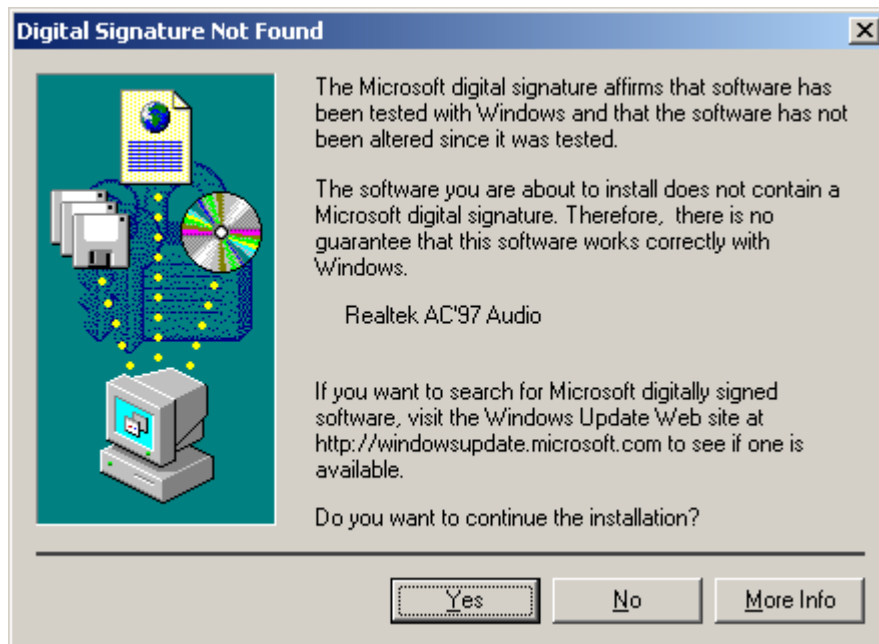 Digital Signature Not Found
The Microsoft digital signature affirms that software has
been tested with Windows and that the software has not
been altered since it was tested.
The software you are about to install does not contain a
Microsoft digital signature. Therefore,  there is no
guarantee that this software works correctly with
Windows.
Realtek AC'97 Audio
If you want to search for Microsoft digitally signed
software, visit the Windows Update Web site at
http://windowsupdate.microsoft.com to see if one is
available.
Do you want to continue the installation?
Yes No More Info